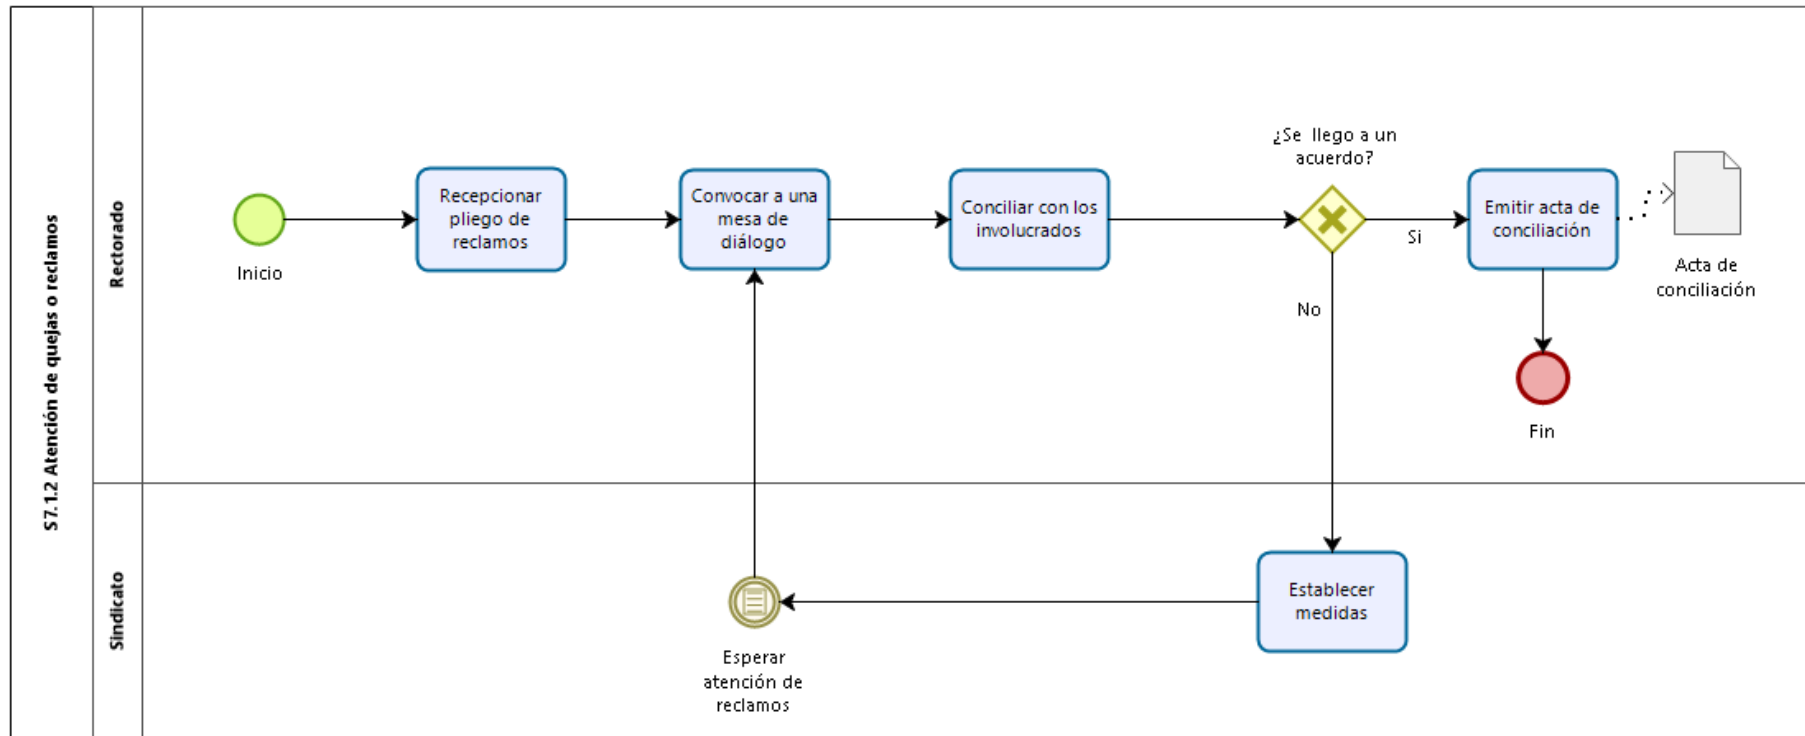 S7.1.2 Atención de quejas o reclamos
Rectorado
Inicio
Recepcionar
pliego de
reclamos
Convocar a una
mesa de
diálogo
Conciliar con los
involucrados
¿Se llego a un
acuerdo?
Si
No
Emitir acta de
conciliación
Acta de
conciliación
Fin
Sindicato
Establecer
medidas
Esperar
atención de
reclamos